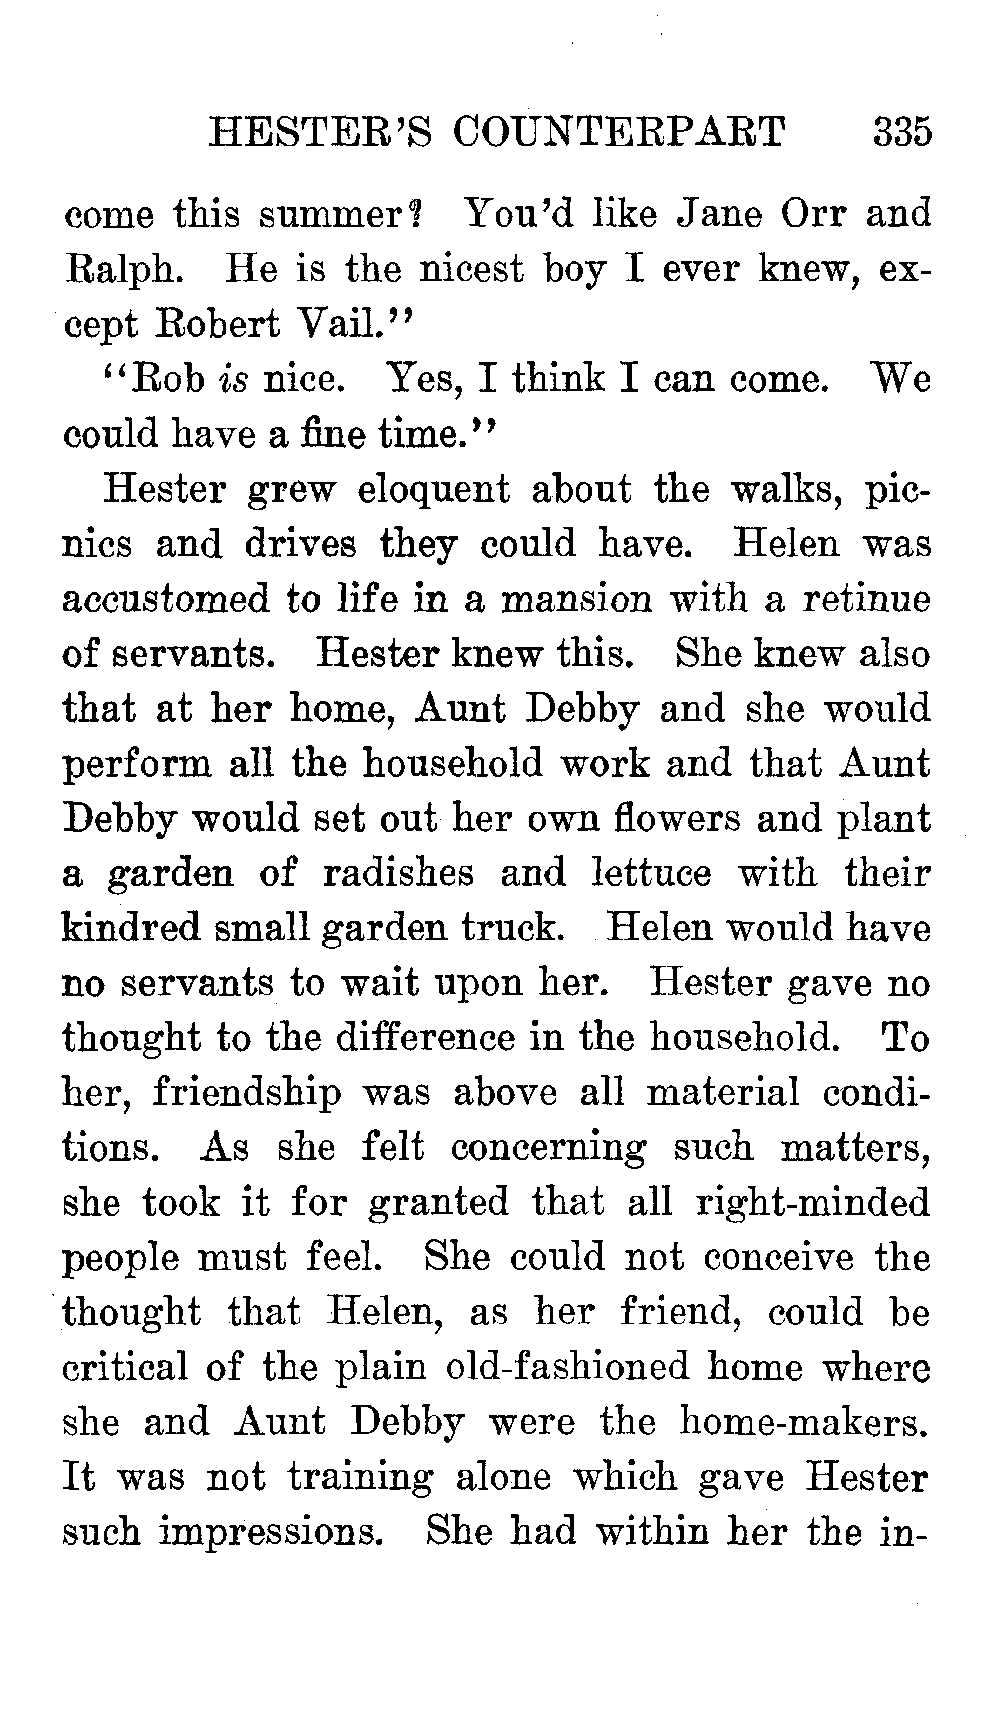 HESTER'S COUNTERPART 335
come this summer? You'd like Jane Orr and
Ralph. He is the nicest boy I ever knew, ex-
cept Robert Vail."
"Rob is nice. Yes, I think I can come. We
could have a fine time."
Hester grew eloquent about the walks, pic-
nics and drives they could have. Helen was
accustomed to life in a mansion with a retinue
of servants. Hester knew this. She knew also
that at her home, Aunt Debby and she would
perform all the household work and that Aunt
Debby would set out her own flowers and plant
a garden of radishes and lettuce with their
kindred small garden truck. Helen would have
no servants to wait upon her. Hester gave no
thought to the difference in the household. To
her, friendship was above all material condi-
tions. As she felt concerning such matters,
she took it for granted that all right-minded
people must feel. She could not conceive the
thought that Helen, as her friend, could be
critical of the plain old-fashioned home where
she and Aunt Debby were the home-makers.
It was not training alone which gave Hester
such impressions. She had within her the in-